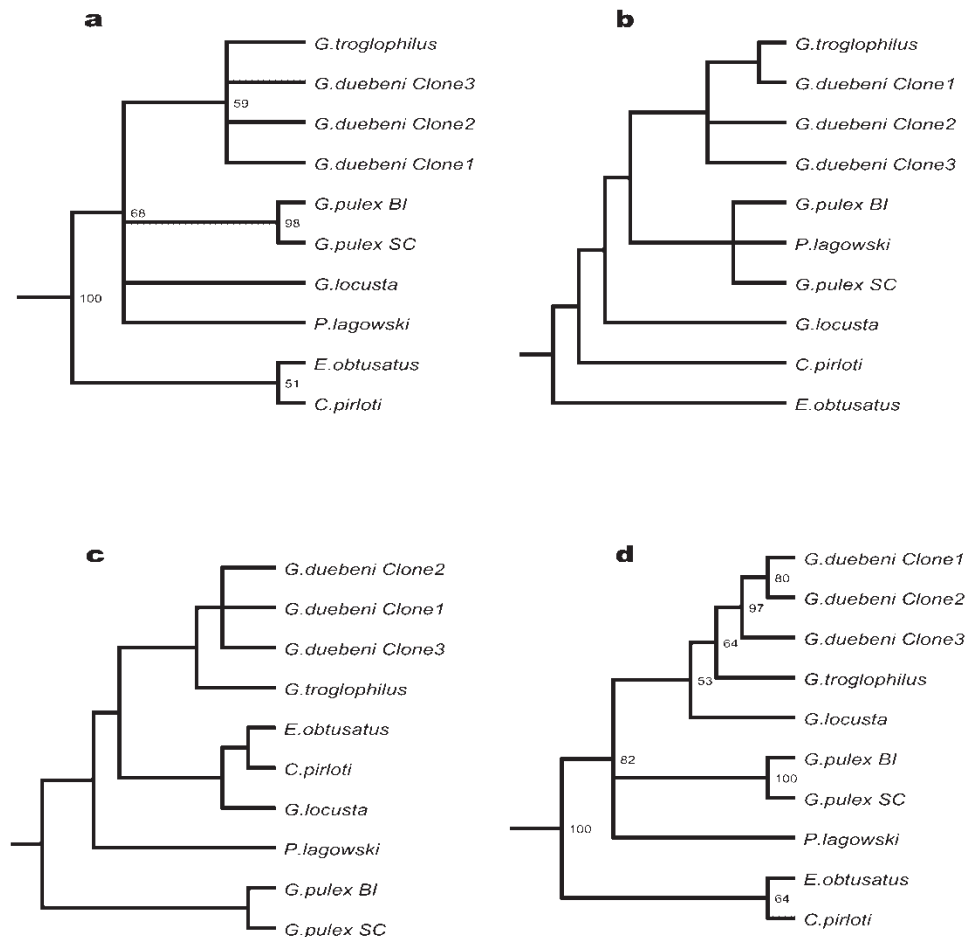 a
G.troglophilus
G.duebeni Clone3
59
G.duebeni Clone2
G.duebeni Clone1
G.pulex BI
68
98
G.pulex SC
G.locusta
100
P.lagowski
E.obtusatus
51
C.pirloti
b
G.troglophilus
G.duebeni Clone1
G.duebeni Clone2
G.duebeni Clone3
G.pulex BI
P.lagowski
G.pulex SC
G.locusta
C.pirloti
E.obtusatus
c
G.duebeni Clone2
G.duebeni Clone1
G.duebeni Clone3
G.troglophilus
E.obtusatus
C.pirloti
G.locusta
P.lagowski
G.pulex BI
G.pulex SC
d
G.duebeni Clone1
80
G.duebeni Clone2
97
G.duebeni Clone3
64
G.troglophilus
53
G.locusta
G.pulex BI
82
100
G.pulex SC
100
P.lagowski
E.obtusatus
64
C.pirloti